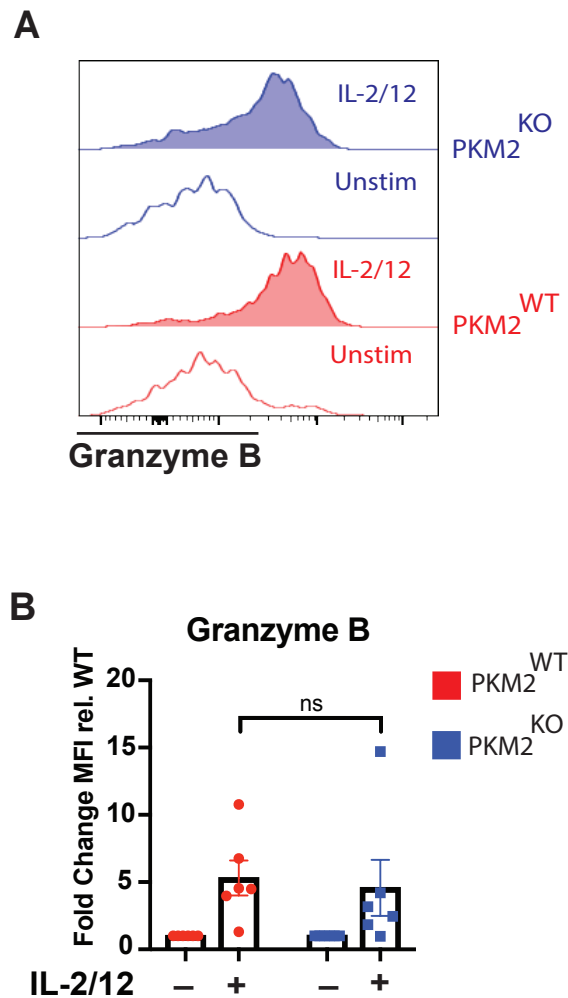 A
IL-2/12
PKM2KO
Unstim
IL-2/12
PKM2WT
Unstim
Granzyme B
B
Granzyme B
Fold Change MFI rel. WT
20
15
10
5
0
ns
PKM2WT
PKM2KO
IL-2/12 – + – +